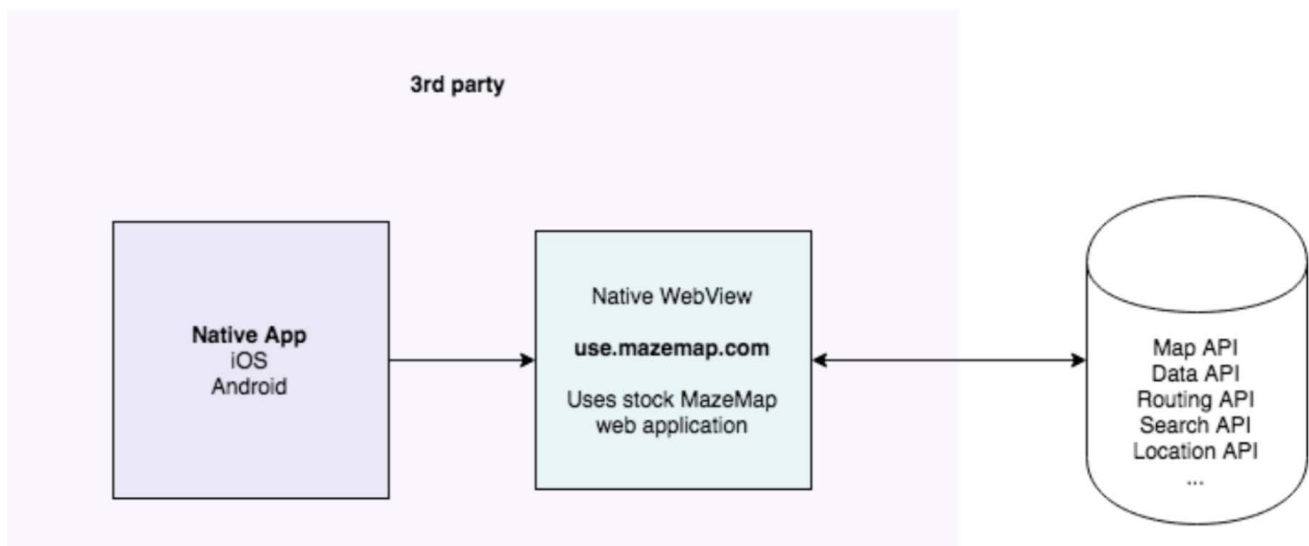 3rd party
Native App
iOS
Android
Native WebView
use.mazemap.com
Uses stock MazeMap
web application
Map API
Data API
Routing API
Search API
Location API
...